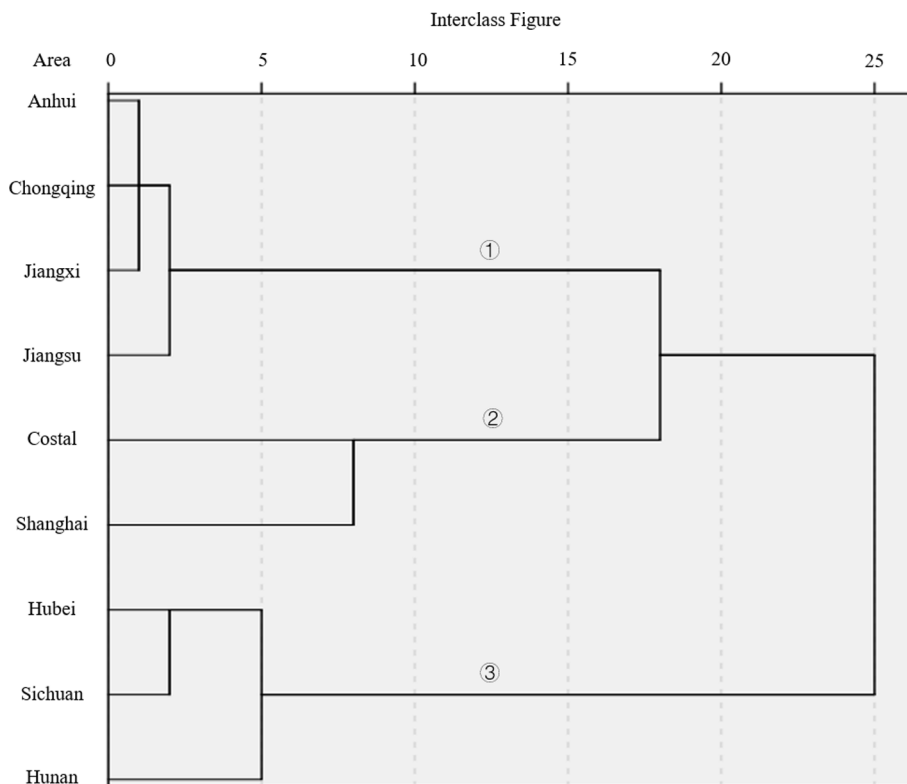 Interclass Figure
Area 0 5 10 15 20 25
Anhui
Chongqing
Jiangxi
①
Jiangsu
Costal
②
Shanghai
Hubei
Sichuan
③
Hunan